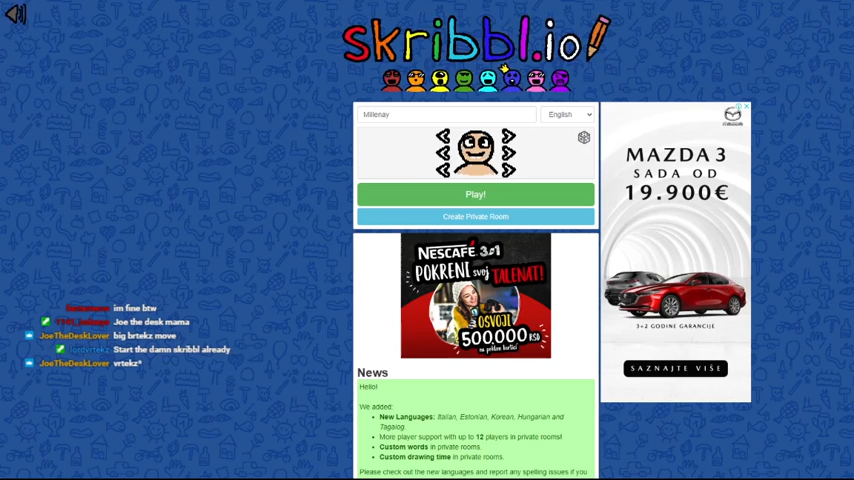 skribbl.io
Millenay
English
Play!
Create Private Room
MAZDA 3
SADA OD
19.900€
3+2 GODINE GARANCIJE
SAZNAJTE VIŠE
NESCAFÉ 3in1
POKRENI svoj TALENAT!
OSVOJI
500,000 RSD
im fine btw
Joe the desk mama
JoeTheDeskLover big brtekz move
lordvrtekz Start the damn skribbl already
JoeTheDeskLover vrtekz*
News
Hello!
We added:
New Languages: Italian, Estonian, Korean, Hungarian and
Tagalog.
More player support with up to 12 players in private rooms!
Custom words in private rooms.
Custom drawing time in private rooms.
Please check out the new languages and report any spelling issues if you